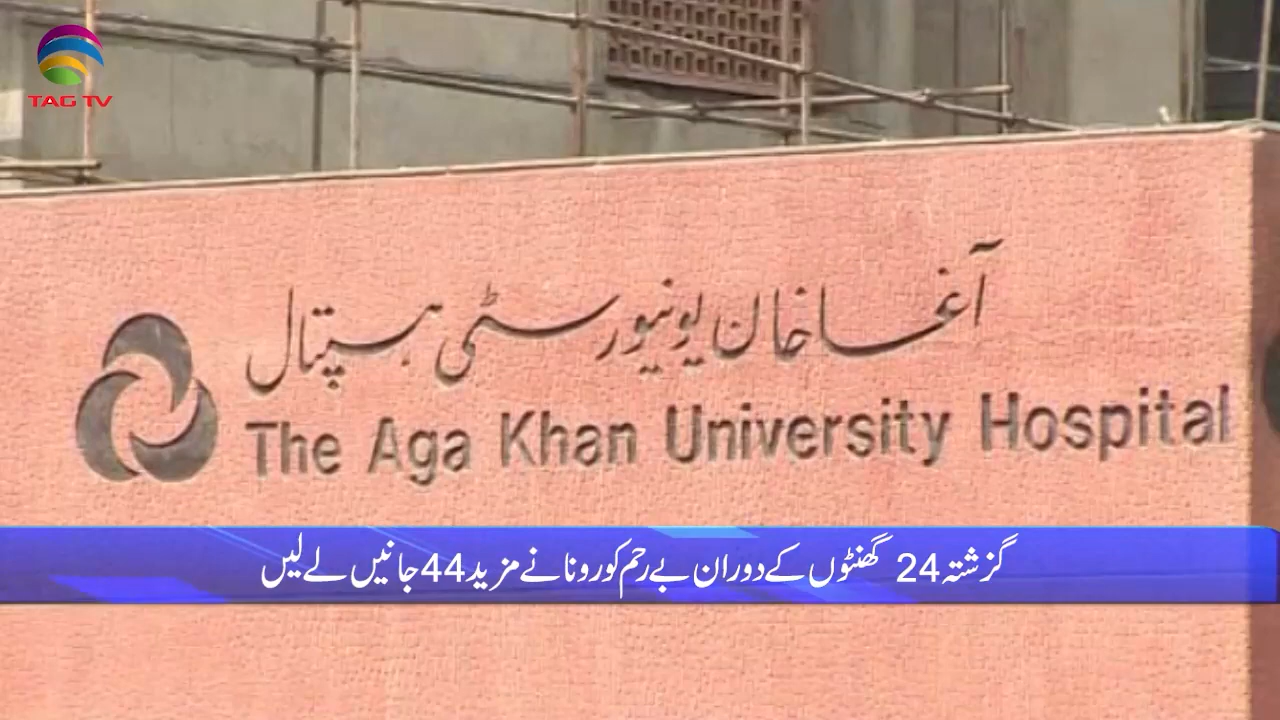 TAG TV
آغا خان یونیورسٹی ہسپتال
The Aga Khan University Hospital
گزشتہ 24 گھنٹوں کے دوران بے رحم کورونا نے مزید 44 جانیں لے لیں